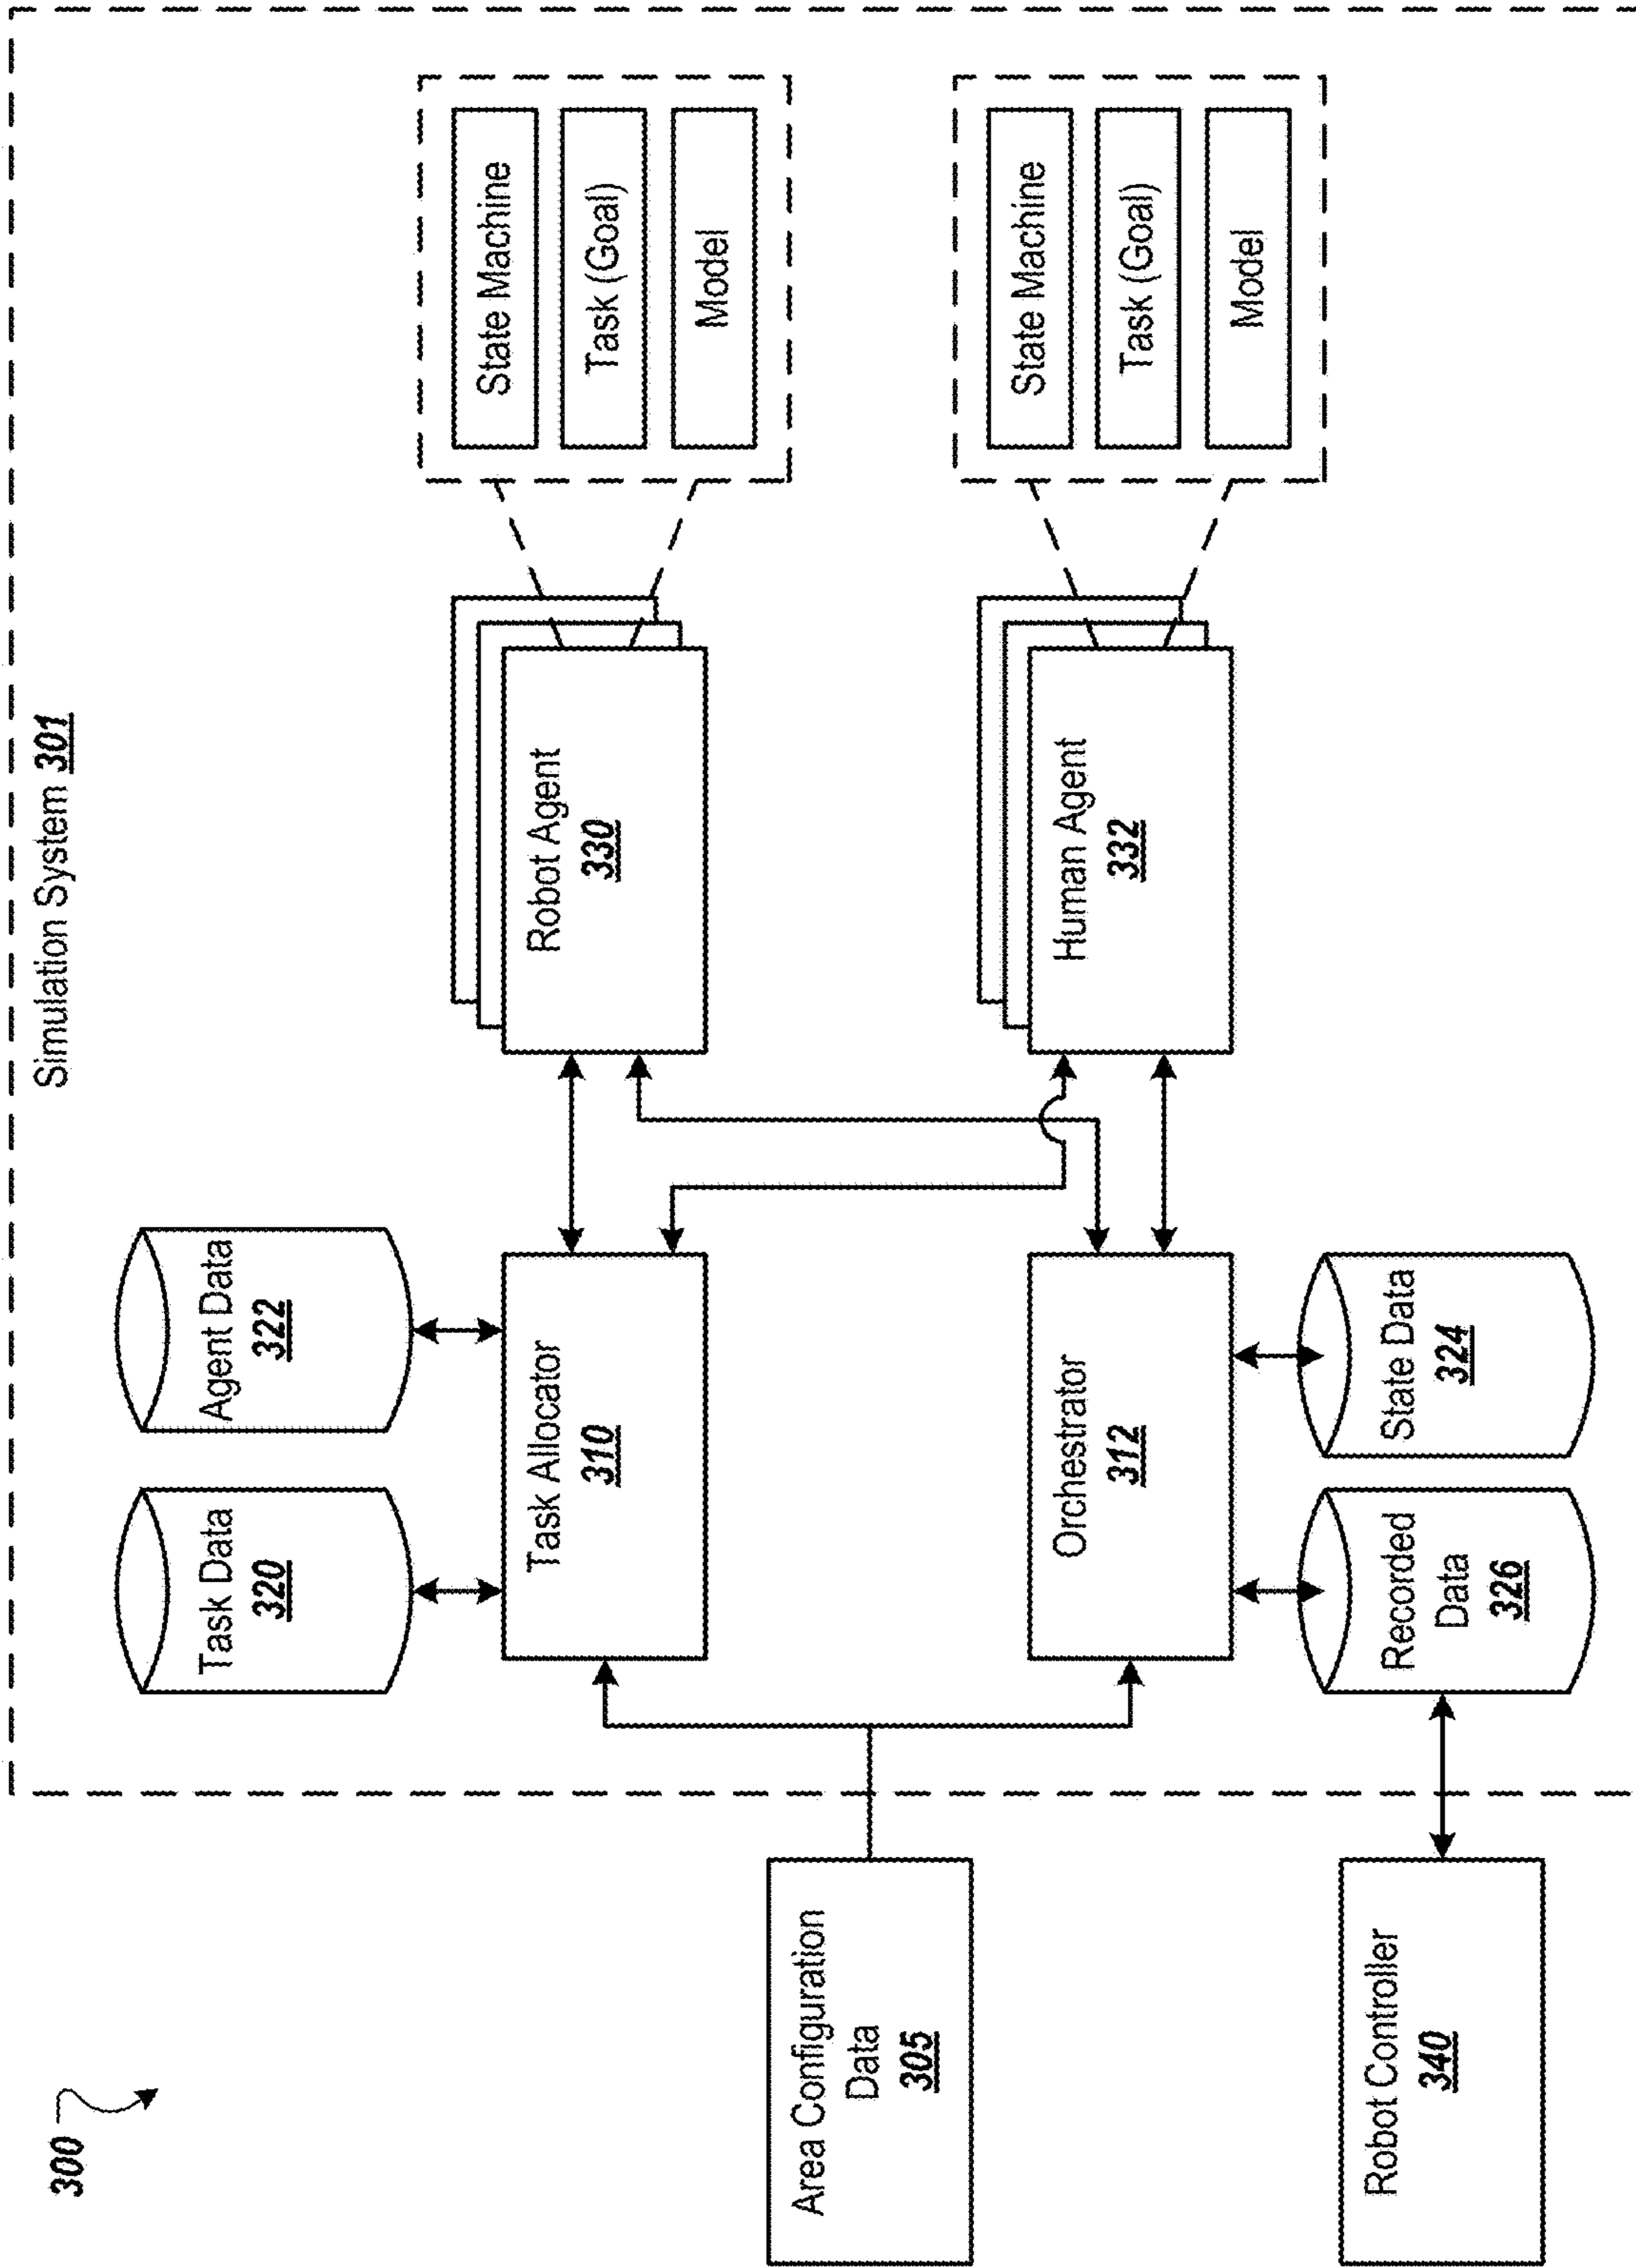 300
Simulation System 301
Task Data
320
Agent Data
322
Area Configuration
Data
305
Task Allocator
310
Robot Agent
330
State Machine
Task (Goal)
Model
Orchestrator
312
Human Agent
332
State Machine
Task (Goal)
Model
Robot Controller
340
Recorded
Data
326
State Data
324